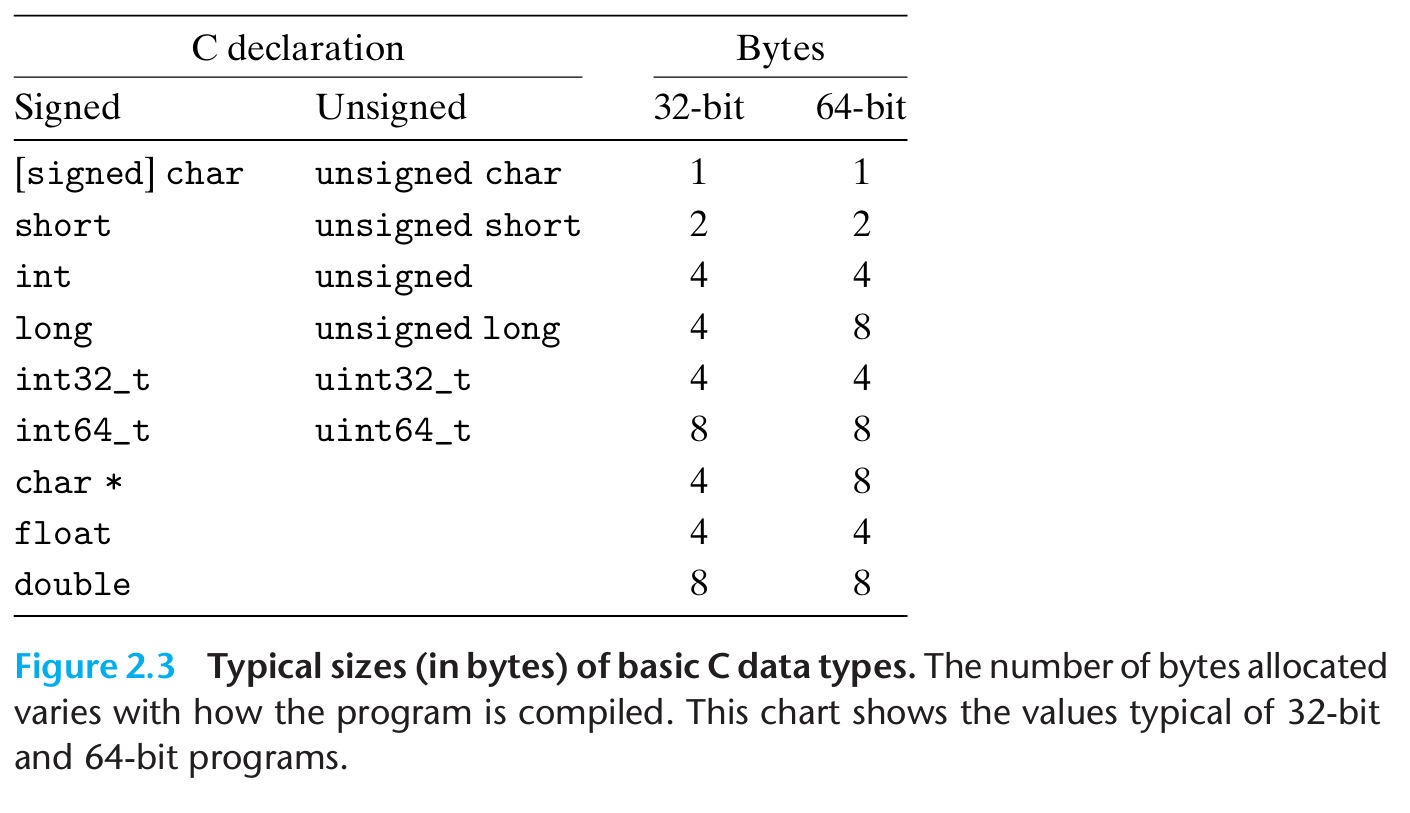 C declaration Bytes
Signed Unsigned 32-bit 64-bit
[signed] char unsigned char 1 1
short unsigned short 2 2
int unsigned 4 4
long unsigned long 4 8
int32_t uint32_t 4 4
int64_t uint64_t 8 8
char * 4 8
float 4 4
double 8 8
Figure 2.3 Typical sizes (in bytes) of basic C data types. The number of bytes allocated
varies with how the program is compiled. This chart shows the values typical of 32-bit
and 64-bit programs.